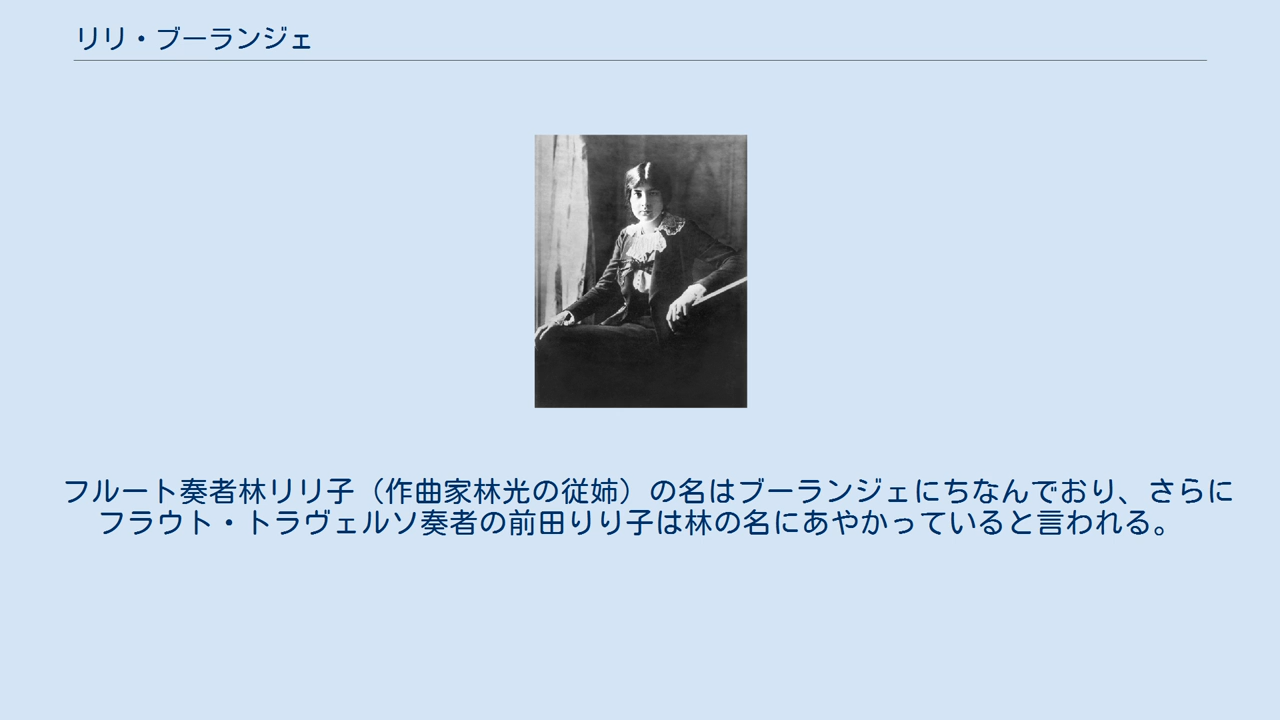 リリ・ブーランジェ
フルート奏者林リリ子（作曲家林光の従姉）の名はブーランジェにちなんでおり、さらに
フラウト・トラヴェルソ奏者の前田りり子は林の名にあやかっていると言われる。